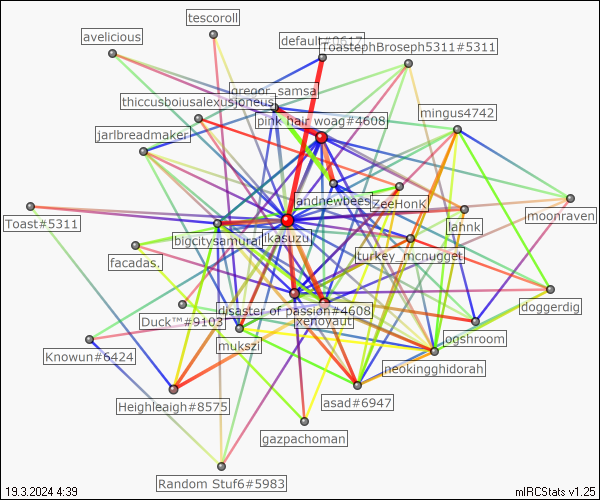 tescoroll
avelicious
default#0617
ToastephBroseph5311#5311
gregor_samsa
thiccusboiusalexusjoneus
pink hair woag#4608
mingus4742
jarlbreadmaker
andnewbees
ZeeHonK
moonraven
Toast#5311
lahnk
bigcitysamurai
ikasuzu
turkey_mcnugget
facadas.
doggerdig
disaster of passion#4608
Duck™#9103
xenovaut
mukszi
ogshroom
Knowun#6424
neokingghidorah
Heighleaigh#8575
asad#6947
gazpachoman
Random Stuf6#5983
19.3.2024 4:39
mIRCStats v1.25